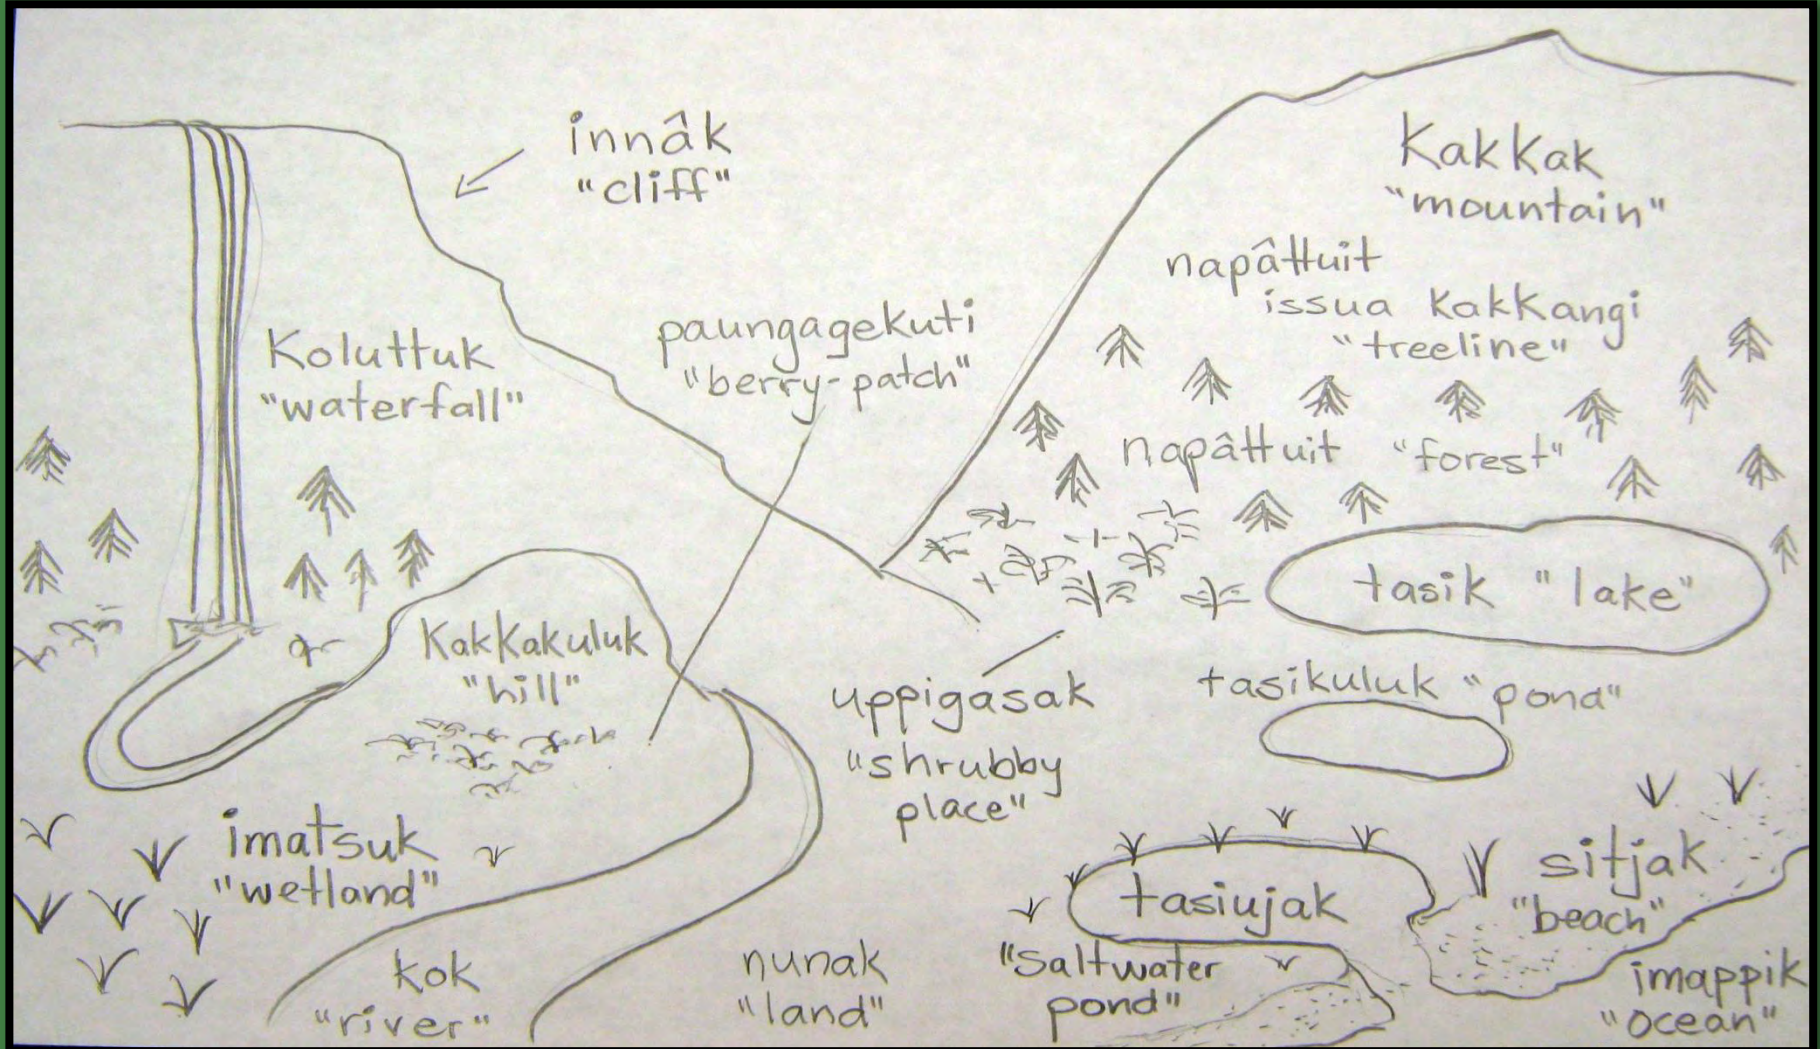 innâk
"cliff"
KakKak
"mountain"
napâttuit
issua KakKangi
"treeline"
paungagekuti
"berry-patch"
Koluttuk
"waterfall"
napâttuit "forest"
tasik "lake"
KakKakuluk
"hill"
uppigasak
"shrubby
place"
tasikuluk "pond"
imatsuk
"wetland"
sitjak
"beach"
tasiujak
"saltwater
pond"
kok
"river"
nunak
"land"
imappik
"ocean"